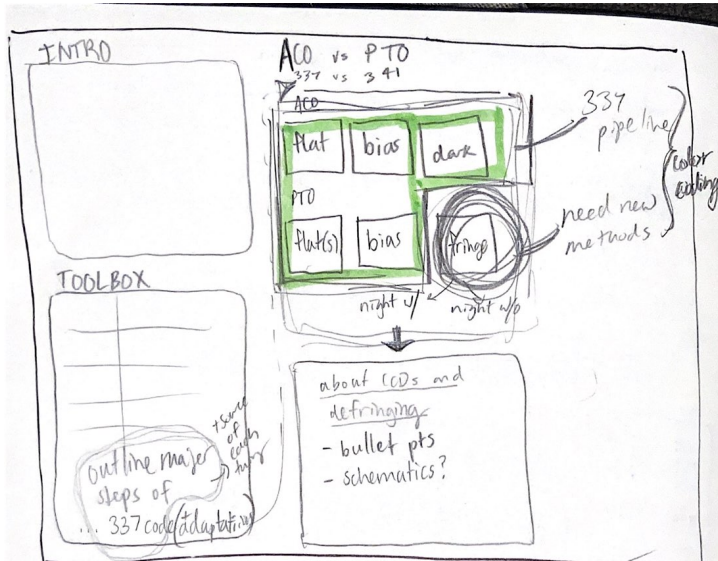 INTRO
ACO vs PTO
337 vs 341
ACO
flat bias dark
PTO
flat(s) bias fringe
337
pipeline
color
coding
need new
methods
night w/ night w/o
TOOLBOX
outline major
steps of
... 337 code (+adaptations)
+ some
of
each
about CCDs and
defringing
- bullet pts
- schematics?